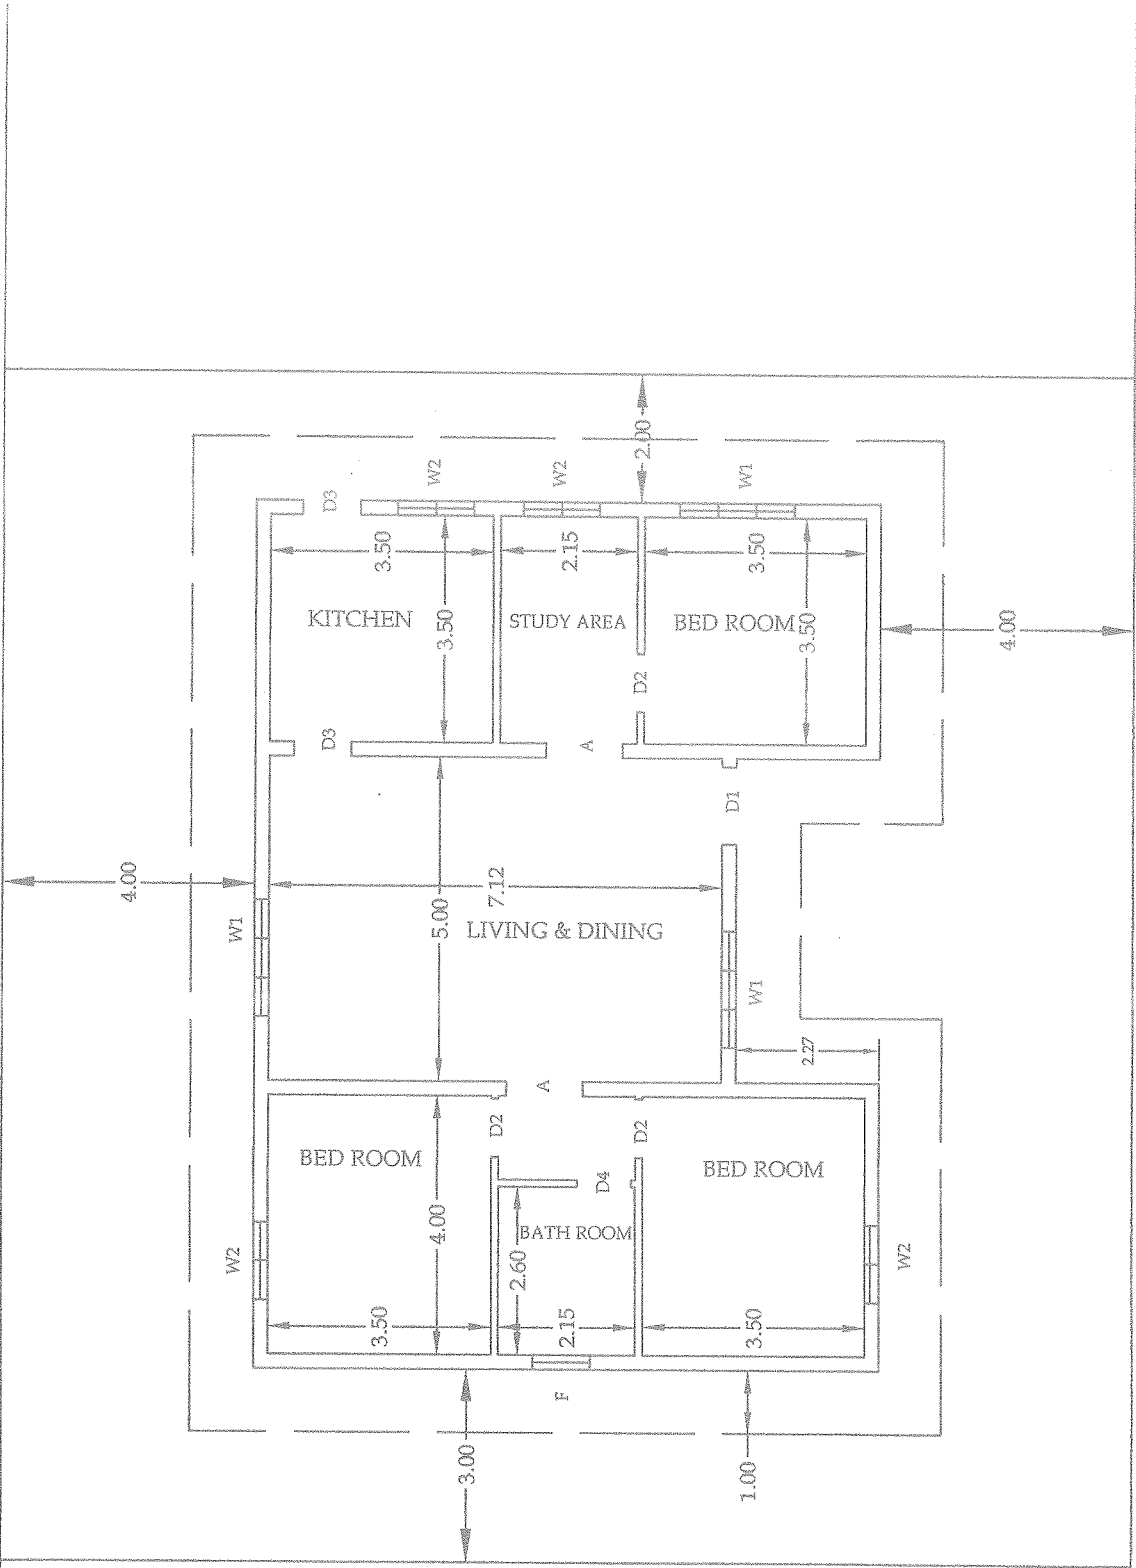 D3
W2
W2
W1
2.00
3.50
2.15
3.50
KITCHEN
3.50
STUDY AREA
BED ROOM
3.50
4.00
D3
A
D2
D1
4.00
7.12
W1
5.00
LIVING & DINING
W1
2.27
A
D2
D2
BED ROOM
BED ROOM
D4
4.00
BATH ROOM
2.60
W2
W2
3.50
2.15
3.50
F
3.00
1.00